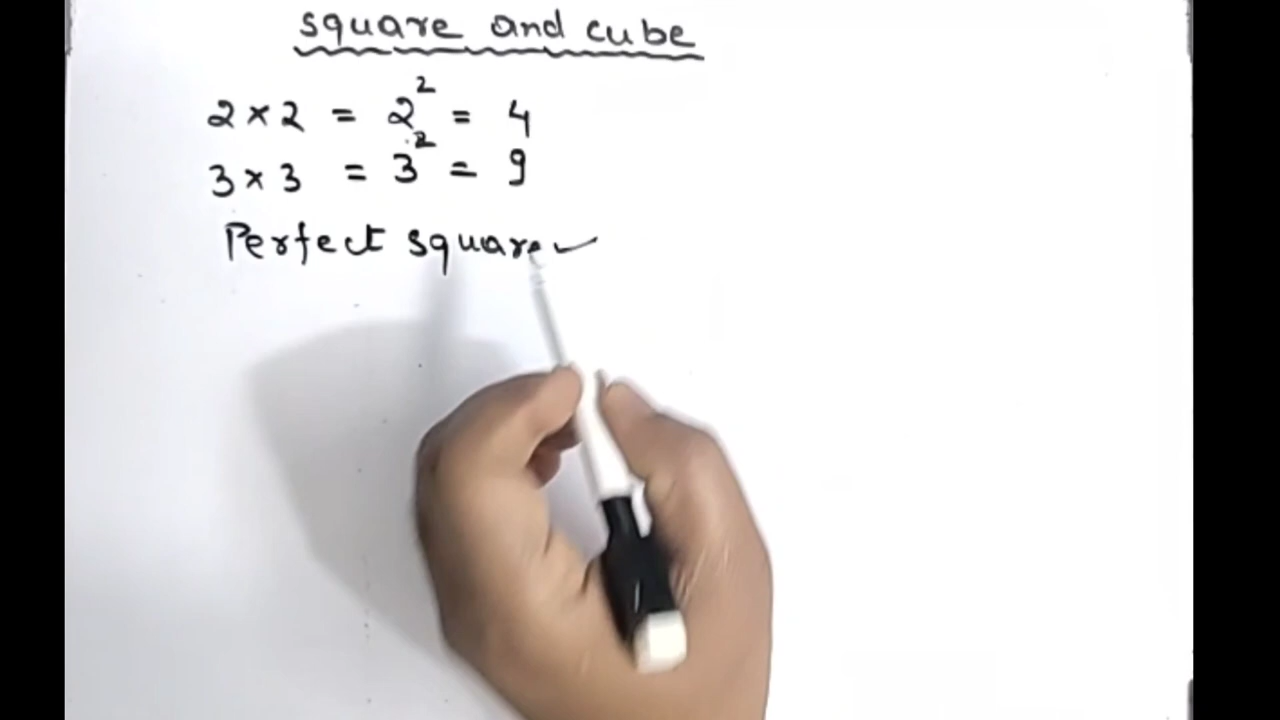 square and cube
2 × 2 = 2² = 4
3 × 3 = 3² = 9
Perfect square